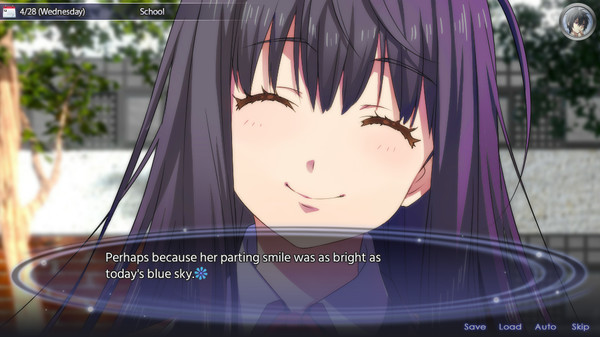 4/28 (Wednesday) School
Perhaps because her parting smile was as bright as
today's blue sky.
Save Load Auto Skip